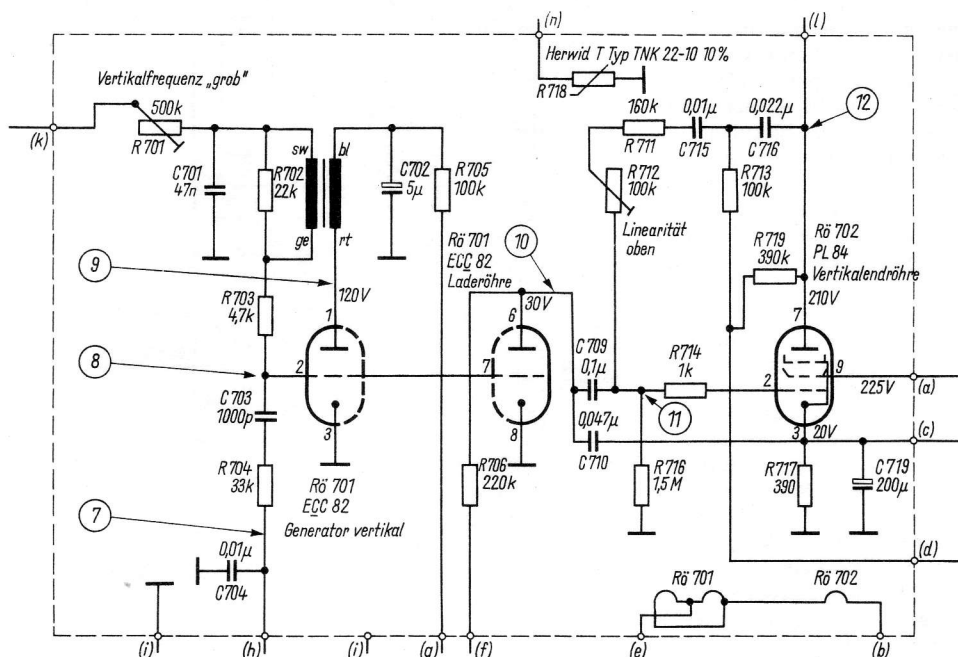 (n)
(l)
Herwid T Typ TNK 22-10 10%
R718
Vertikalfrequenz „grob"
500k
R701
(k)
160k
R711
0,01µ
C715
0,022µ
C716
12
sw
bl
ge
rt
C701
47n
R702
22k
C702
5µ
R705
100k
R712
100k
Linearität
oben
R713
100k
R719
390k
Rö 702
PL 84
Vertikalendröhre
210V
9
120V
Rö 701
ECC 82
Laderöhre
10
30V
R703
4,7k
1
6
7
8
2
7
C709
0,1µ
R714
1k
2
9
225V
(a)
C703
1000p
3
8
0,047µ
C710
11
3
20V
(c)
R704
33k
Rö 701
ECC 82
Generator vertikal
R706
220k
R716
1,5M
R717
390
C719
200µ
7
0,01µ
C704
(d)
Rö 701
Rö 702
(i)
(h)
(i)
(g)
(f)
(e)
(b)